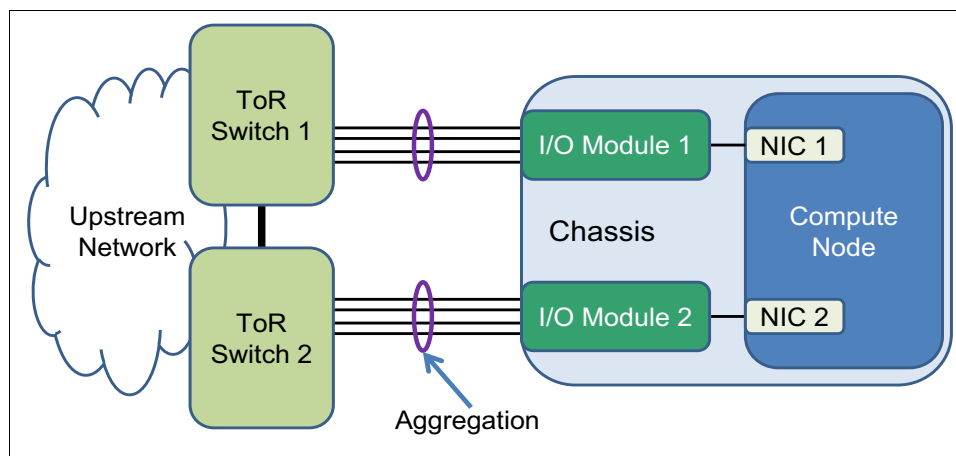 ToR
Switch 1
I/O Module 1
NIC 1
Upstream
Network
Chassis
Compute
Node
ToR
Switch 2
I/O Module 2
NIC 2
Aggregation